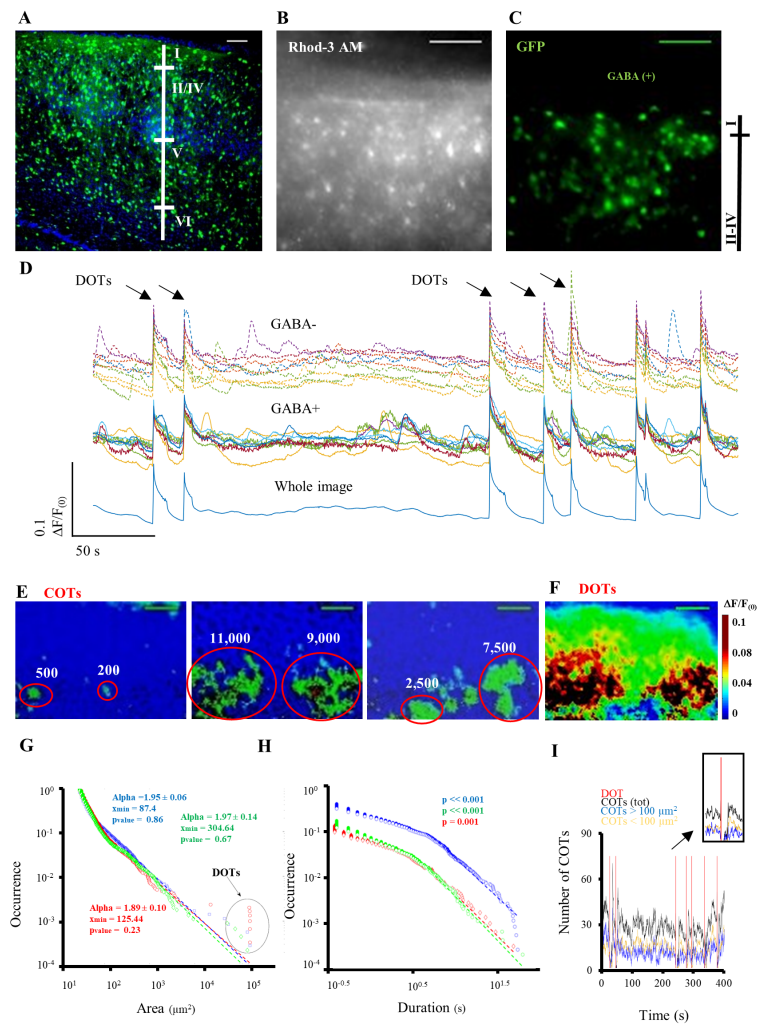 A
I
II/IV
V
VI
B
Rhod-3 AM
C
GFP
GABA (+)
I
II-IV
D
DOTs
DOTs
GABA-
GABA+
Whole image
0.1
ΔF/F(0)
50 s
E COTs
500
200
11,000
9,000
2,500
7,500
F DOTs
ΔF/F(0)
0.1
0.04
0
G
Alpha =1.95 ± 0.06
xmin = 87.4
pvalue = 0.86
Alpha = 1.97 ± 0.14
xmin = 304.64
pvalue = 0.67
DOTs
Alpha = 1.89 ± 0.10
xmin = 125.44
pvalue = 0.23
Occurrence
10^0
10^-1
10^-2
10^-3
10^-4
10^1
10^2
10^3
10^4
10^5
Area (µm²)
H
p << 0.001
p << 0.001
p = 0.001
Occurrence
10^0
10^-1
10^-2
10^-3
10^-4
10^-0.5
10^0.5
10^1.5
Duration (s)
I
DOT
COTs (tot)
COTs > 100 µm²
COTs < 100 µm²
Number of COTs
90
60
30
0
0
100
200
300
400
Time (s)